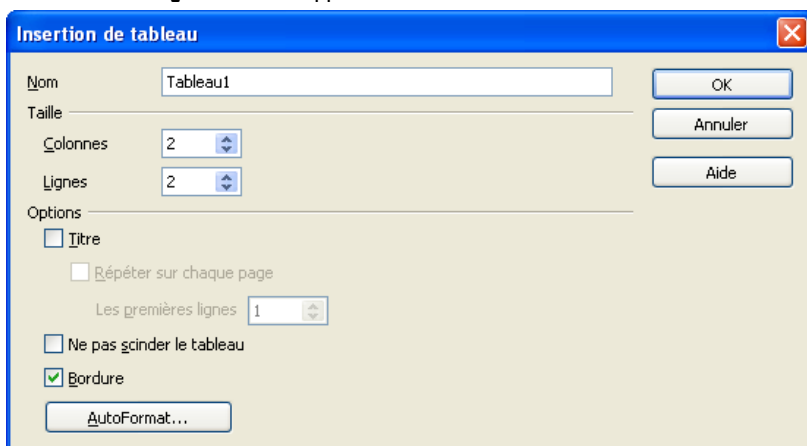 Insertion de tableau
Nom
Tableau1
OK
Taille
Annuler
Colonnes
2
Lignes
2
Aide
Options
Titre
Répéter sur chaque page
Les premières lignes
1
Ne pas scinder le tableau
Bordure
AutoFormat...